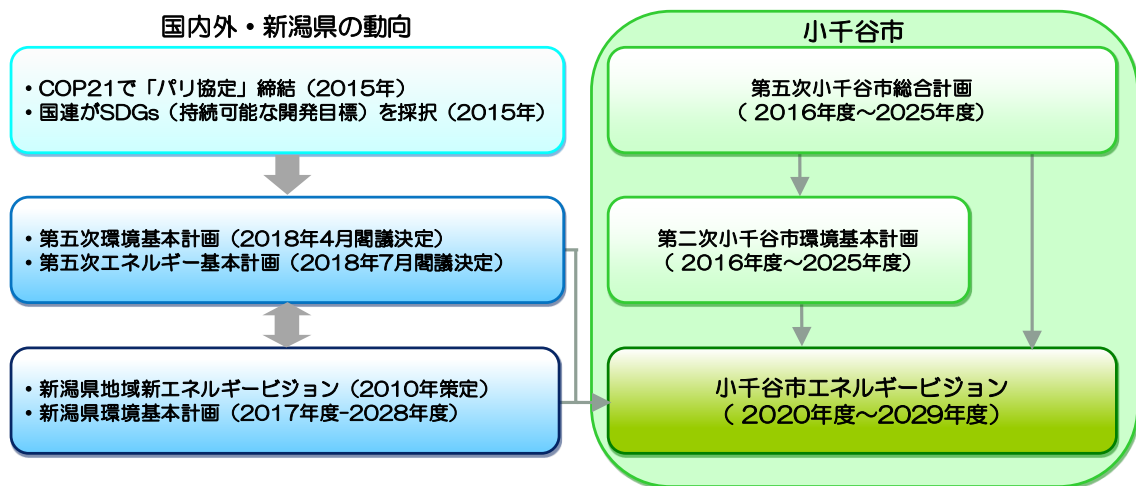 国内外・新潟県の動向
・COP21で「パリ協定」締結（2015年）
・国連がSDGs（持続可能な開発目標）を採択（2015年）
・第五次環境基本計画（2018年4月閣議決定）
・第五次エネルギー基本計画（2018年7月閣議決定）
・新潟県地域新エネルギービジョン（2010年策定）
・新潟県環境基本計画（2017年度-2028年度）
小千谷市
第五次小千谷市総合計画
（ 2016年度～2025年度）
第二次小千谷市環境基本計画
（ 2016年度～2025年度）
小千谷市エネルギービジョン
（ 2020年度～2029年度）